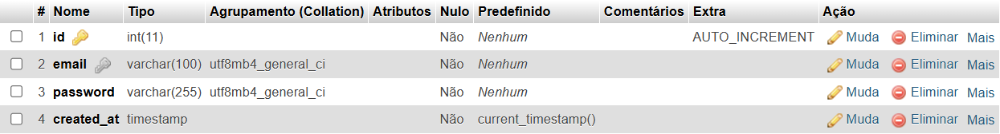 # Nome Tipo Agrupamento (Collation) Atributos Nulo Predefinido Comentários Extra Ação
1 id int(11) Não Nenhum AUTO_INCREMENT Muda Eliminar Mais
2 email varchar(100) utf8mb4_general_ci Não Nenhum Muda Eliminar Mais
3 password varchar(255) utf8mb4_general_ci Não Nenhum Muda Eliminar Mais
4 created_at timestamp Não current_timestamp() Muda Eliminar Mais